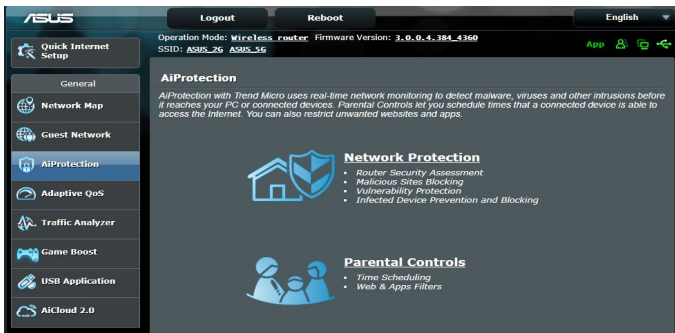 ASUS Logout Reboot English
Quick Internet Setup
Operation Mode: Wireless router Firmware Version: 3.0.0.4.384_4360
SSID: ASUS_2G ASUS_5G
App
General
Network Map
Guest Network
AiProtection
Adaptive QoS
Traffic Analyzer
Game Boost
USB Application
AiCloud 2.0
AiProtection
AiProtection with Trend Micro uses real-time network monitoring to detect malware, viruses and other intrusions before
it reaches your PC or connected devices. Parental Controls let you schedule times that a connected device is able to
access the Internet. You can also restrict unwanted websites and apps.
Network Protection
• Router Security Assessment
• Malicious Sites Blocking
• Vulnerability Protection
• Infected Device Prevention and Blocking
Parental Controls
• Time Scheduling
• Web & Apps Filters